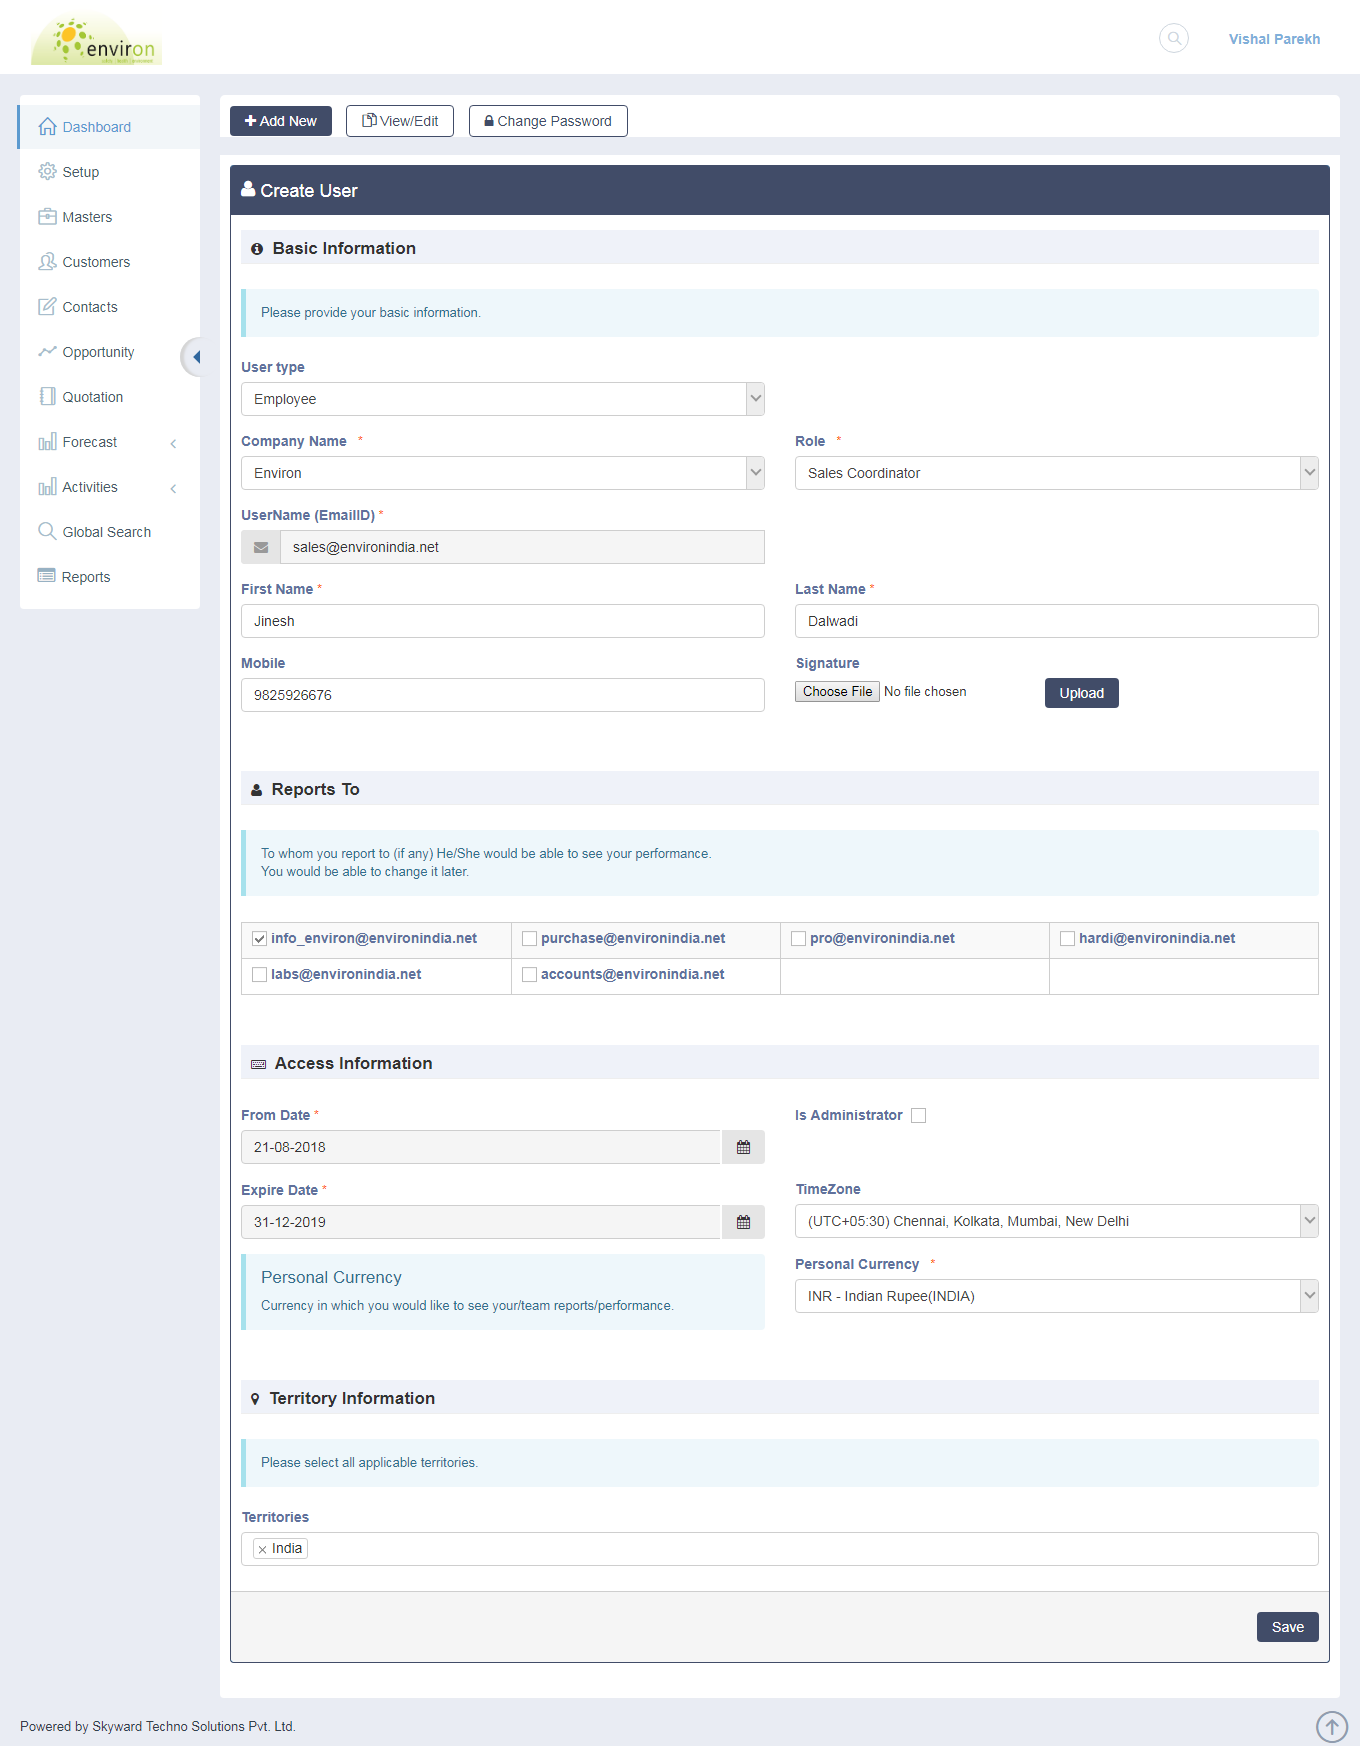 environ
Vishal Parekh
Dashboard
Setup
Masters
Customers
Contacts
Opportunity
Quotation
Forecast
Activities
Global Search
Reports
Add New View/Edit Change Password
Create User
Basic Information
Please provide your basic information.
User type
Employee
Company Name * Role *
Environ Sales Coordinator
UserName (EmailID) *
sales@environindia.net
First Name * Last Name *
Jinesh Dalwadi
Mobile Signature
9825926676 Choose File No file chosen Upload
Reports To
To whom you report to (if any) He/She would be able to see your performance.
You would be able to change it later.
info_environ@environindia.net purchase@environindia.net pro@environindia.net hardi@environindia.net
labs@environindia.net accounts@environindia.net
Access Information
From Date * Is Administrator
21-08-2018
Expire Date * TimeZone
31-12-2019 (UTC+05:30) Chennai, Kolkata, Mumbai, New Delhi
Personal Currency
Currency in which you would like to see your/team reports/performance.
Personal Currency *
INR - Indian Rupee(INDIA)
Territory Information
Please select all applicable territories.
Territories
× India
Save
Powered by Skyward Techno Solutions Pvt. Ltd.